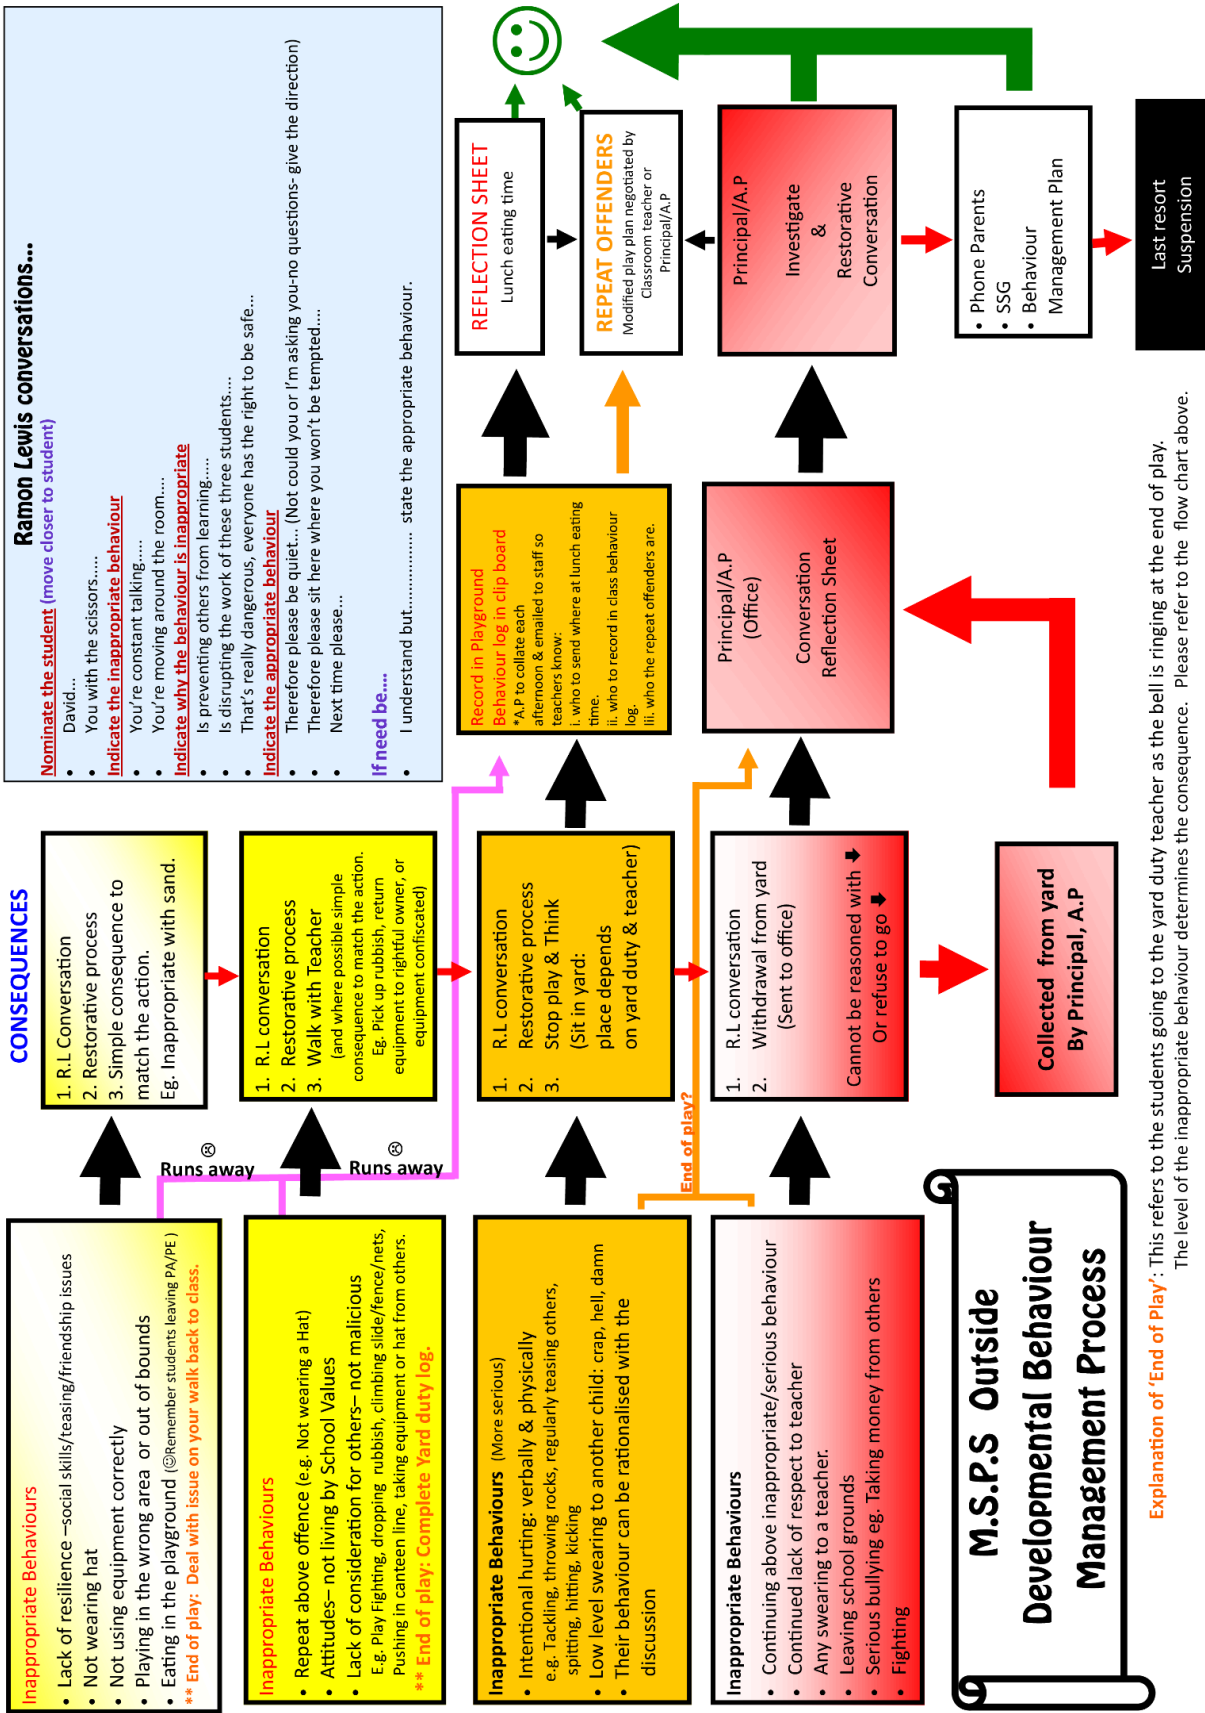 M.S.P.S Outside
Developmental Behaviour
Management Process
Inappropriate Behaviours
• Lack of resilience –social skills/teasing/friendship issues
• Not wearing hat
• Not using equipment correctly
• Playing in the wrong area or out of bounds
• Eating in the playground (☺Remember students leaving PA/PE )
** End of play: Deal with issue on your walk back to class.
Inappropriate Behaviours
• Repeat above offence (e.g. Not wearing a Hat)
• Attitudes– not living by School Values
• Lack of consideration for others– not malicious
E.g. Play Fighting, dropping rubbish, climbing slide/fence/nets,
Pushing in canteen line, taking equipment or hat from others.
** End of play: Complete Yard duty log.
Inappropriate Behaviours (More serious)
• Intentional hurting: verbally & physically
e.g. Tackling, throwing rocks, regularly teasing others,
spitting, hitting, kicking
• Low level swearing to another child: crap, hell, damn
• Their behaviour can be rationalised with the
discussion
Inappropriate Behaviours
• Continuing above inappropriate/serious behaviour
• Continued lack of respect to teacher
• Any swearing to a teacher.
• Leaving school grounds
• Serious bullying eg. Taking money from others
• Fighting
Runs away
Runs away
End of play?
CONSEQUENCES
1. R.L Conversation
2. Restorative process
3. Simple consequence to
match the action.
Eg. Inappropriate with sand.
1. R.L conversation
2. Restorative process
3. Walk with Teacher
(and where possible simple
consequence to match the action.
Eg. Pick up rubbish, return
equipment to rightful owner, or
equipment confiscated)
1. R.L conversation
2. Restorative process
3. Stop play & Think
(Sit in yard:
place depends
on yard duty & teacher)
1. R.L conversation
2. Withdrawal from yard
(Sent to office)
Cannot be reasoned with
Or refuse to go
Collected from yard
By Principal, A.P
Ramon Lewis conversations...
Nominate the student (move closer to student)
• David...
• You with the scissors.....
Indicate the inappropriate behaviour
• You're constant talking.....
• You're moving around the room....
Indicate why the behaviour is inappropriate
• Is preventing others from learning.....
• Is disrupting the work of these three students....
• That's really dangerous, everyone has the right to be safe...
Indicate the appropriate behaviour
• Therefore please be quiet... (Not could you or I'm asking you-no questions- give the direction)
• Therefore please sit here where you won't be tempted....
• Next time please...
If need be....
• I understand but.................. state the appropriate behaviour.
Record in Playground
Behaviour log in clip board
*A.P to collate each
afternoon & emailed to staff so
teachers know:
i. who to send where at lunch eating
time.
ii. who to record in class behaviour
log.
iii. who the repeat offenders are.
Principal/A.P
(Office)
Conversation
Reflection Sheet
REFLECTION SHEET
Lunch eating time
REPEAT OFFENDERS
Modified play plan negotiated by
Classroom teacher or
Principal/A.P
Principal/A.P
Investigate
&
Restorative
Conversation
• Phone Parents
• SSG
• Behaviour
Management Plan
Last resort
Suspension
Explanation of 'End of Play': This refers to the students going to the yard duty teacher as the bell is ringing at the end of play.
The level of the inappropriate behaviour determines the consequence. Please refer to the flow chart above.